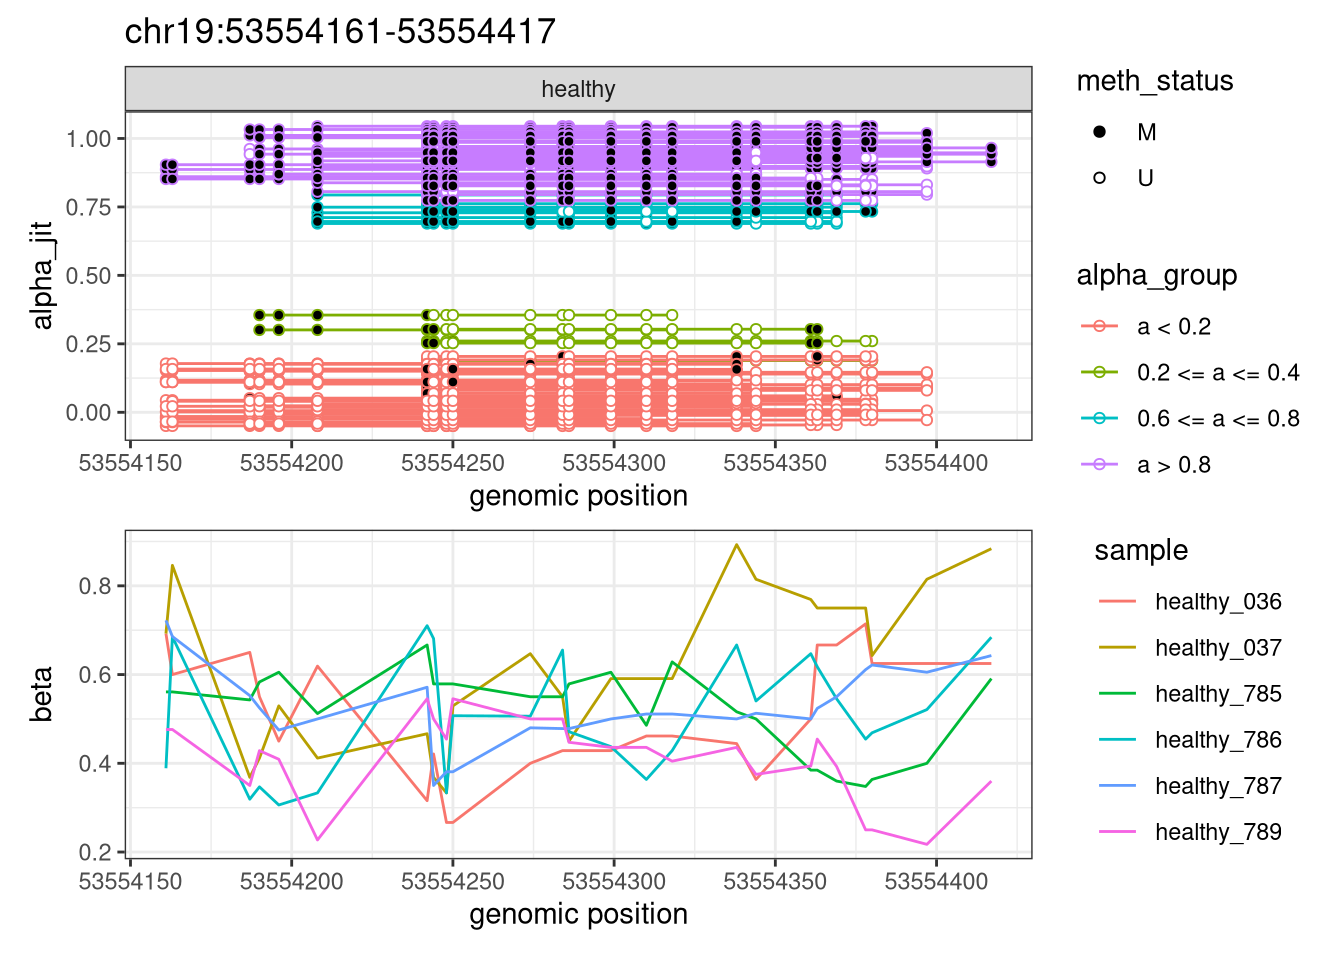 chr19:53554161-53554417
healthy
1.00
0.75
0.50
0.25
0.00
alpha_jit
53554150 53554200 53554250 53554300 53554350 53554400
genomic position
meth_status
M
U
alpha_group
a < 0.2
0.2 <= a <= 0.4
0.6 <= a <= 0.8
a > 0.8
0.8
0.6
0.4
0.2
beta
53554150 53554200 53554250 53554300 53554350 53554400
genomic position
sample
healthy_036
healthy_037
healthy_785
healthy_786
healthy_787
healthy_789